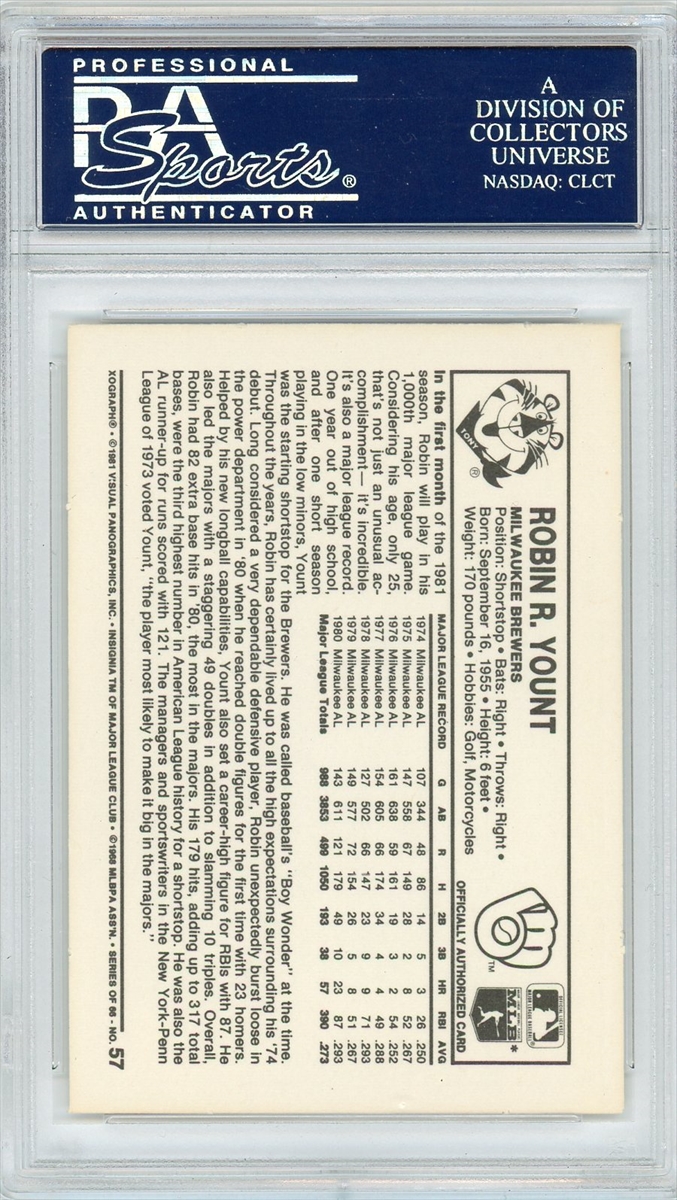 PROFESSIONAL
PSA
Sports®
AUTHENTICATOR
A
DIVISION OF
COLLECTORS
UNIVERSE
NASDAQ: CLCT
TONY
®
ROBIN R. YOUNT
MILWAUKEE BREWERS
Position: Shortstop • Bats: Right • Throws: Right •
Born: September 16, 1955 • Height: 6 feet •
Weight: 170 pounds • Hobbies: Golf, Motorcycles
TM
OFFICIAL LICENSEE
MAJOR LEAGUE BASEBALL
MLB*
OFFICIALLY AUTHORIZED CARD
In the first month of the 1981
season, Robin will play in his
1,000th major league game.
Considing his age, only 25,
that's not just an unusual ac-
complishment— it's incredible.
It's also a major league record.
One year out of high school,
and after one short season
playing in the low minors, Yount
was the starting shortstop for the Brewers. He was called baseball's "Boy Wonder" at the time.
Throughout the years, Robin has certainly lived up to all the high expectations surrounding his '74
debut. Long considered a very dependable defensive player, Robin unexpectedly burst loose in
the power department in '80 when he reached double figures for the first time with 23 homers.
Helped by his new longball capabilities, Yount also set a career-high figure for RBIs with 87. He
also led the majors with a staggering 49 doubles in addition to slamming 10 triples. Overall,
Robin had 82 extra base hits in '80, the most in the majors. His 179 hits, adding up to 317 total
bases, were the third highest number in American League history for a shortstop. He was also the
AL runner-up for runs scored with 121. The managers and sportswriters in the New York-Penn
League of 1973 voted Yount, "the player most likely to make it big in the majors."
MAJOR LEAGUE RECORD G AB R H 2B 3B HR RBI AVG
1974 Milwaukee AL 107 344 48 86 14 5 3 26 .250
1975 Milwaukee AL 147 558 67 149 28 2 8 52 .267
1976 Milwaukee AL 161 638 59 161 19 3 2 54 .252
1977 Milwaukee AL 154 605 66 174 34 4 4 49 .288
1978 Milwaukee AL 127 502 66 147 23 9 9 71 .293
1979 Milwaukee AL 149 577 72 154 26 5 8 51 .267
1980 Milwaukee AL 143 611 121 179 49 10 23 87 .293
Major League Totals 988 3853 499 1050 193 38 57 390 .273
XOGRAPH® • ©1981 VISUAL PANOGRAPHICS, INC. • INSIGNIA TM OF MAJOR LEAGUE CLUB • ©1968 MLBPA ASS'N. • SERIES OF 66 • NO. 57